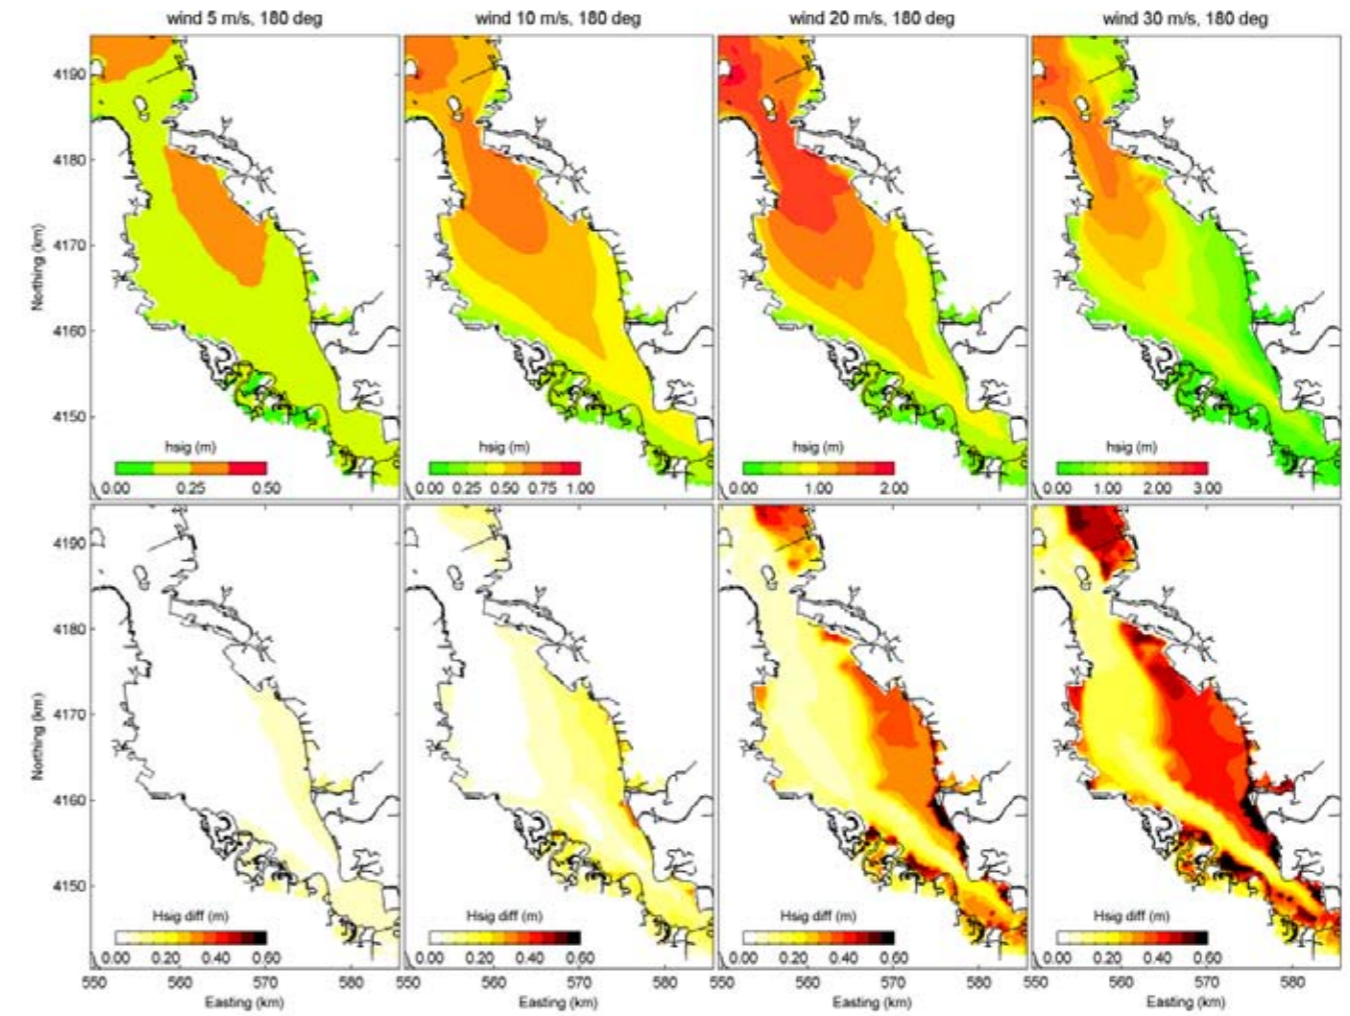 wind 5 m/s, 180 deg wind 10 m/s, 180 deg wind 20 m/s, 180 deg wind 30 m/s, 180 deg
4190
4180
Northing (km)
4170
4160
4150
hsig (m) hsig (m) hsig (m) hsig (m)
0.00 0.25 0.50 0.00 0.25 0.50 0.75 1.00 0.00 1.00 2.00 0.00 1.00 2.00 3.00
4190
4180
Northing (km)
4170
4160
4150
Hsig diff (m) Hsig diff (m) Hsig diff (m) Hsig diff (m)
0.00 0.20 0.40 0.60 0.00 0.20 0.40 0.60 0.00 0.20 0.40 0.60 0.00 0.20 0.40 0.60
550 560 570 580 550 560 570 580 550 560 570 580 550 560 570 580
Easting (km) Easting (km) Easting (km) Easting (km)